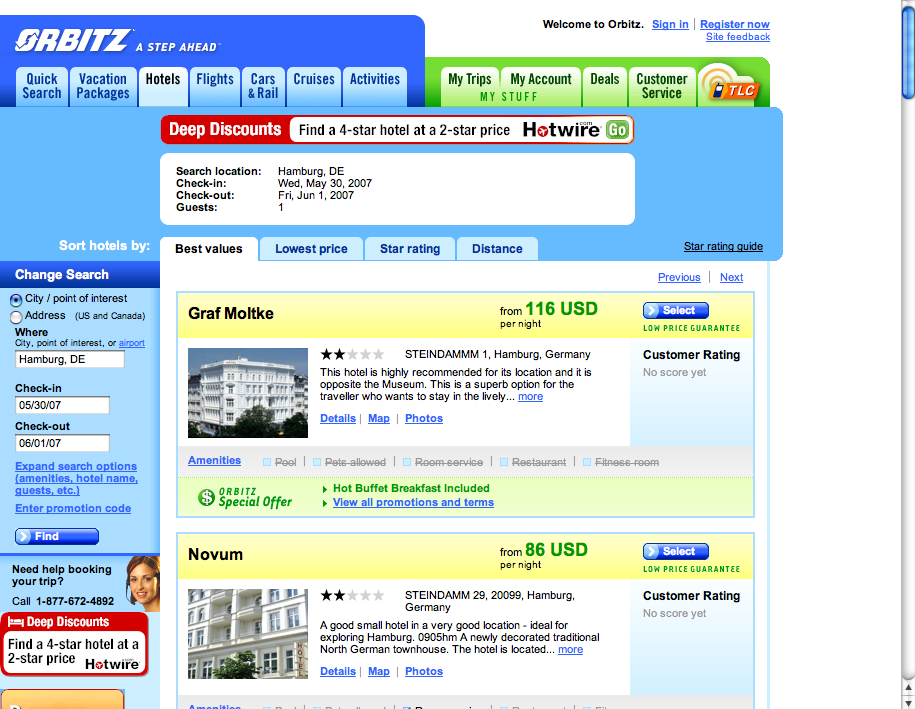 Welcome to Orbitz. Sign in | Register now
Site feedback
ORBITZ A STEP AHEAD
Quick Search
Vacation Packages
Hotels
Flights
Cars & Rail
Cruises
Activities
My Trips
My Account
MY STUFF
Deals
Customer Service
TLC
Deep Discounts Find a 4-star hotel at a 2-star price Hotwire.com Go
Search location: Hamburg, DE
Check-in: Wed, May 30, 2007
Check-out: Fri, Jun 1, 2007
Guests: 1
Sort hotels by: Best values Lowest price Star rating Distance Star rating guide
Previous | Next
Change Search
City / point of interest
Address (US and Canada)
Where
City, point of interest, or airport
Hamburg, DE
Check-in
05/30/07
Check-out
06/01/07
Expand search options
(amenities, hotel name,
guests, etc.)
Enter promotion code
Find
Need help booking
your trip?
Call 1-877-672-4892
Deep Discounts
Find a 4-star hotel at a
2-star price Hotwire
Graf Moltke
from 116 USD
per night
Select
LOW PRICE GUARANTEE
STEINDAMMM 1, Hamburg, Germany
This hotel is highly recommended for its location and it is
opposite the Museum. This is a superb option for the
traveller who wants to stay in the lively... more
Details | Map | Photos
Customer Rating
No score yet
Amenities Pool | Pets allowed | Room service | Restaurant | Fitness room
ORBITZ
Special Offer
Hot Buffet Breakfast Included
View all promotions and terms
Novum
from 86 USD
per night
Select
LOW PRICE GUARANTEE
STEINDAMM 29, 20099, Hamburg,
Germany
A good small hotel in a very good location - ideal for
exploring Hamburg. 0905hm A newly decorated traditional
North German townhouse. The hotel is located... more
Details | Map | Photos
Customer Rating
No score yet
Amenities